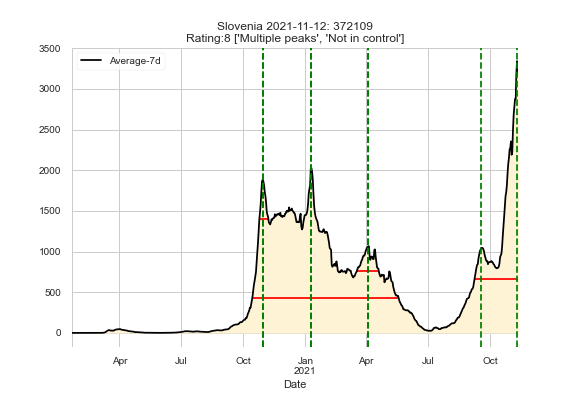 Slovenia 2021-11-12: 372109
Rating:8 ['Multiple peaks', 'Not in control']
Average-7d
3500
3000
2500
2000
1500
1000
500
0
Apr
Jul
Oct
Jan
2021
Apr
Jul
Oct
Date